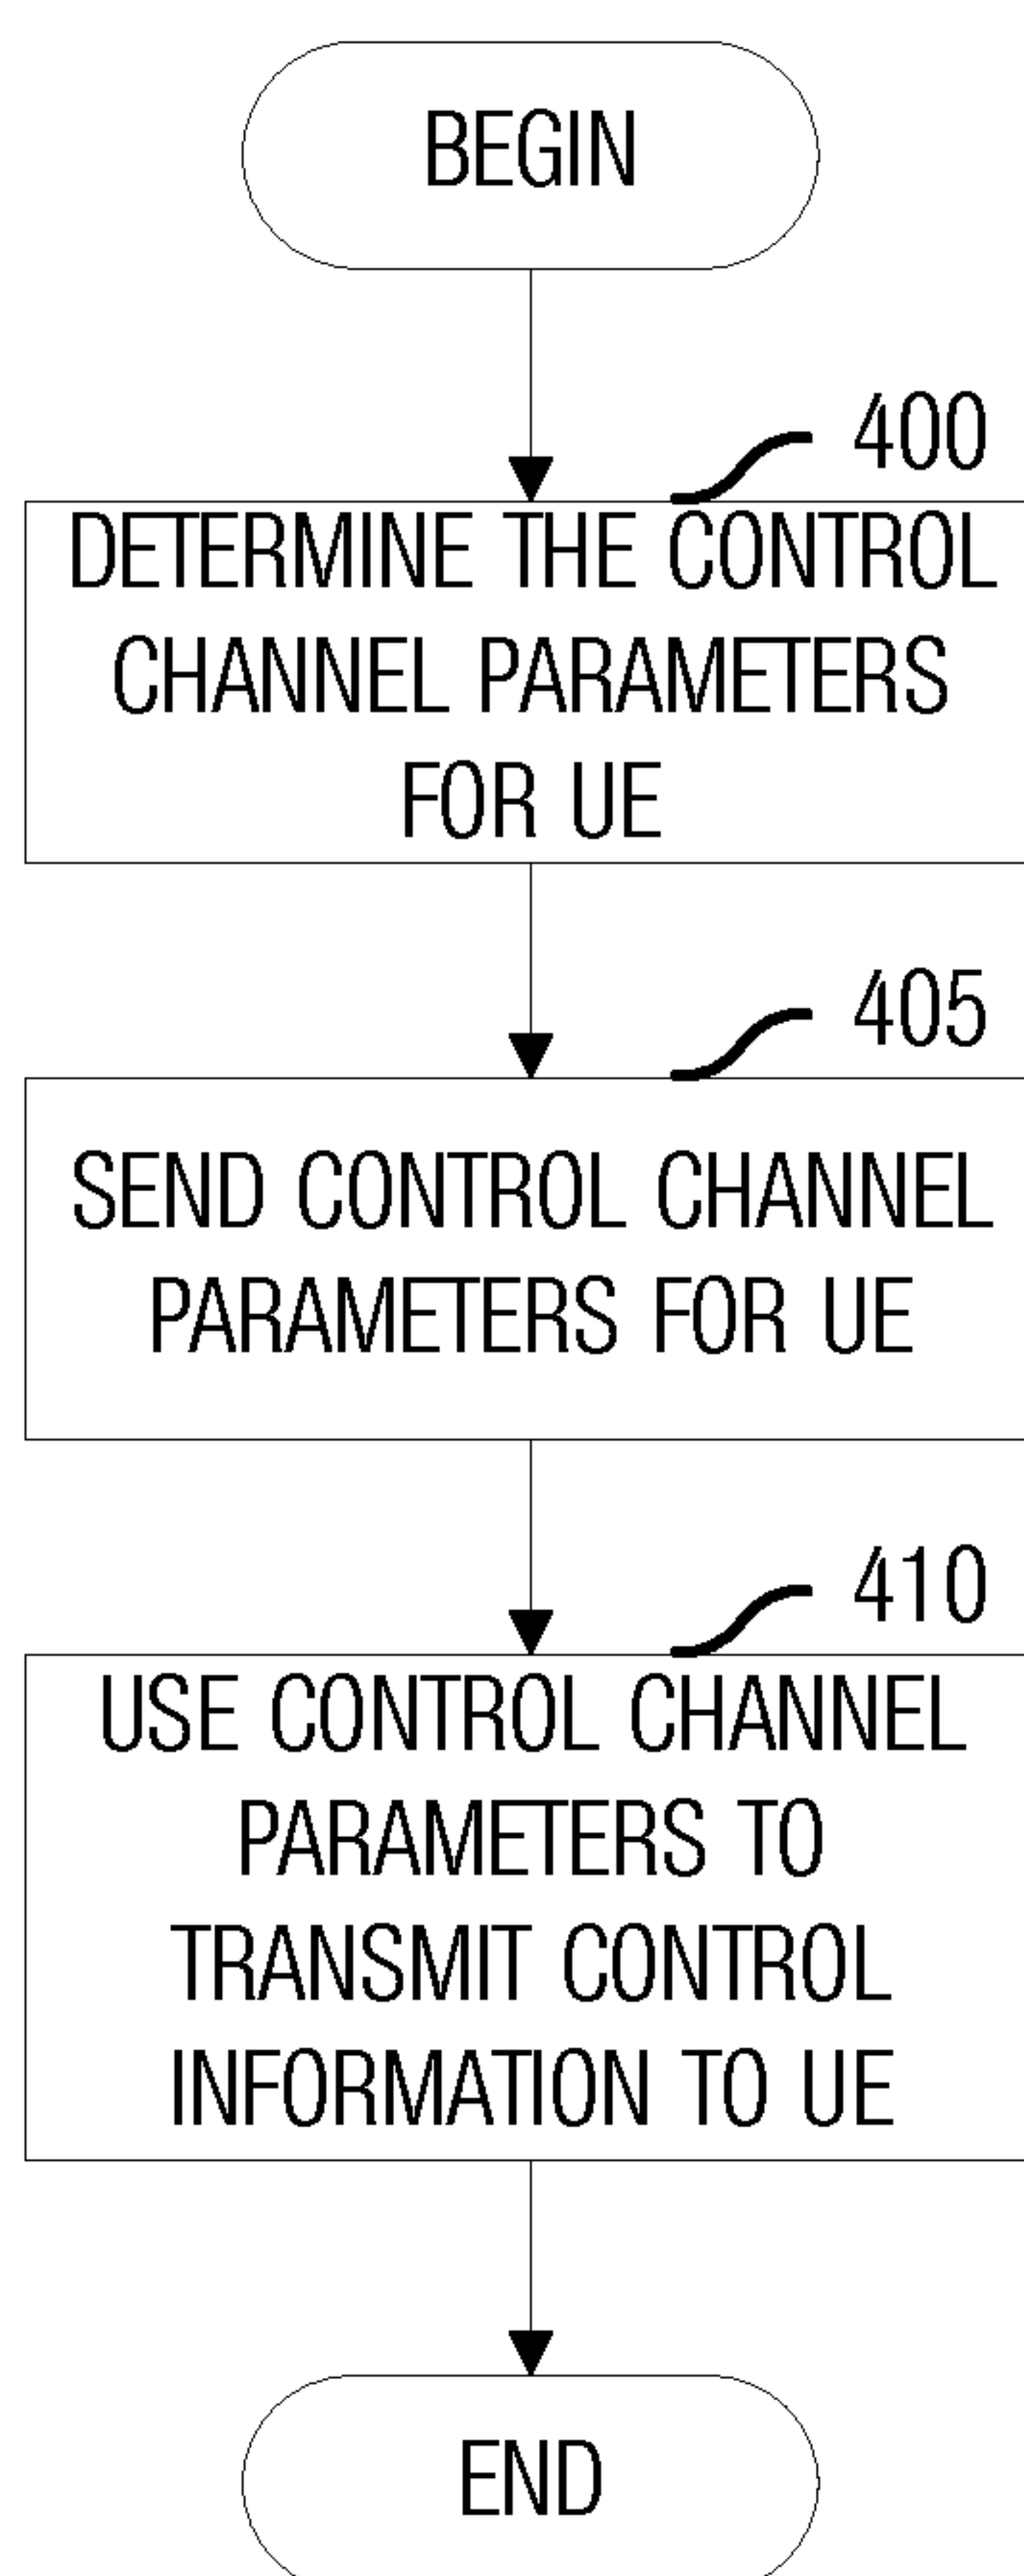 BEGIN
400
DETERMINE THE CONTROL
CHANNEL PARAMETERS
FOR UE
405
SEND CONTROL CHANNEL
PARAMETERS FOR UE
410
USE CONTROL CHANNEL
PARAMETERS TO
TRANSMIT CONTROL
INFORMATION TO UE
END